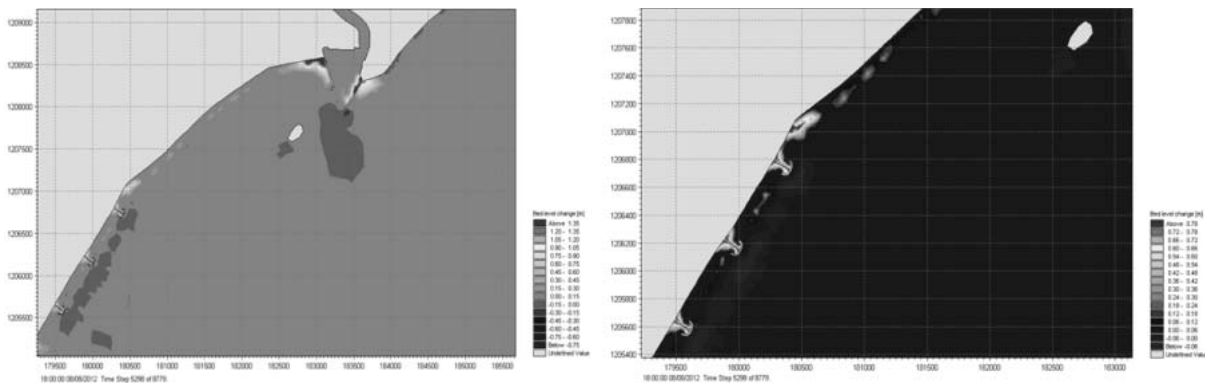 1209000
1208500
1208000
1207500
1207000
1206500
1206000
1205500
179500 180000 180500 181000 181500 182000 182500 183000 183500 184000 184500 185000 185500
18:00:00 08/08/2012 Time Step 5298 of 8779.
Bed level change [m]
Above 1.35
1.20 - 1.35
1.05 - 1.20
0.90 - 1.05
0.75 - 0.90
0.60 - 0.75
0.45 - 0.60
0.30 - 0.45
0.15 - 0.30
0.00 - 0.15
-0.15 - 0.00
-0.30 - -0.15
-0.45 - -0.30
-0.60 - -0.45
-0.75 - -0.60
Below -0.75
Undefined Value
1207800
1207600
1207400
1207200
1207000
1206800
1206600
1206400
1206200
1206000
1205800
1205600
1205400
179500 180000 180500 181000 181500 182000 182500 183000
18:00:00 08/08/2012 Time Step 5298 of 8779.
Bed level change [m]
Above 0.78
0.72 - 0.78
0.66 - 0.72
0.60 - 0.66
0.54 - 0.60
0.48 - 0.54
0.42 - 0.48
0.36 - 0.42
0.30 - 0.36
0.24 - 0.30
0.18 - 0.24
0.12 - 0.18
0.06 - 0.12
0.00 - 0.06
-0.06 - 0.00
Below -0.06
Undefined Value